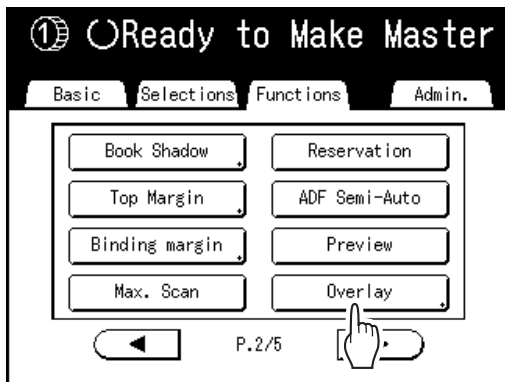 ① Ready to Make Master
Basic Selections Functions Admin.
Book Shadow Reservation
Top Margin ADF Semi-Auto
Binding margin Preview
Max. Scan Overlay
P.2/5